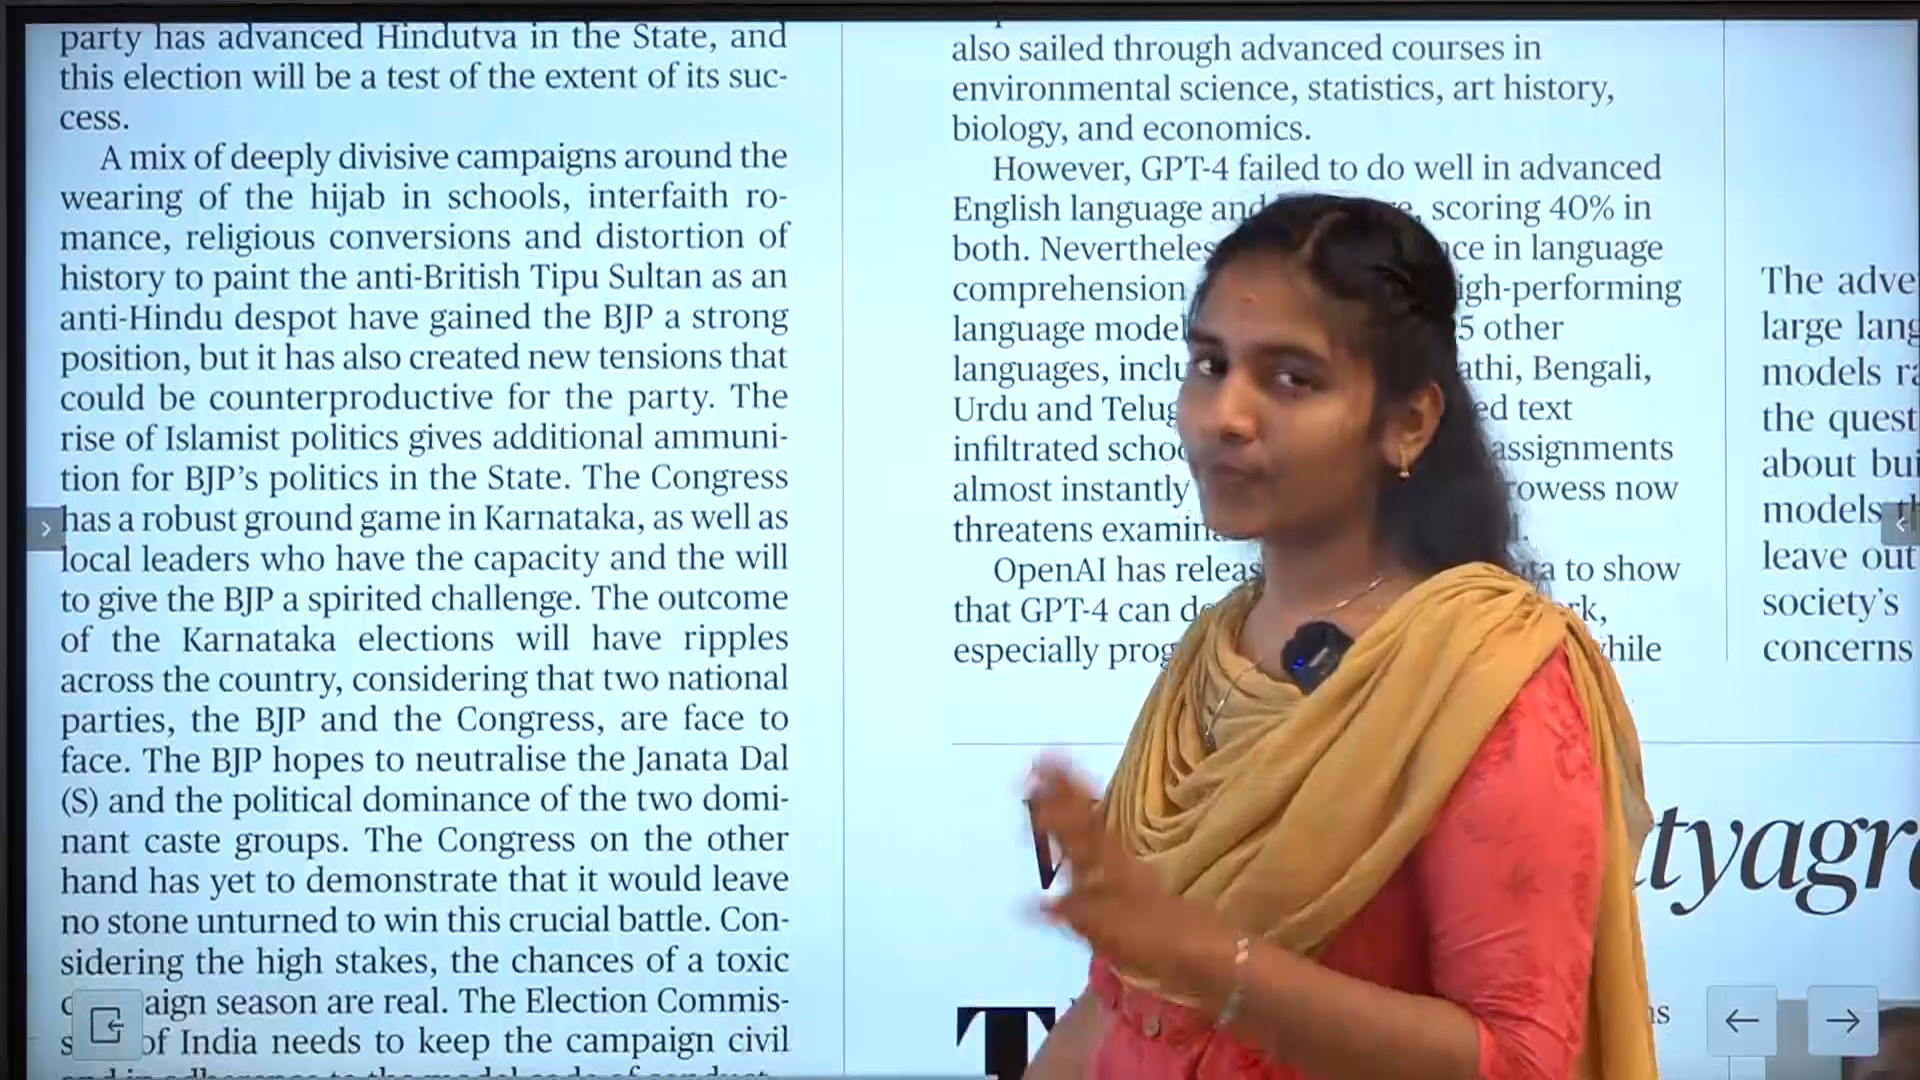 party has advanced Hindutva in the State, and
this election will be a test of the extent of its suc-
cess.
A mix of deeply divisive campaigns around the
wearing of the hijab in schools, interfaith ro-
mance, religious conversions and distortion of
history to paint the anti-British Tipu Sultan as an
anti-Hindu despot have gained the BJP a strong
position, but it has also created new tensions that
could be counterproductive for the party. The
rise of Islamist politics gives additional ammuni-
tion for BJP's politics in the State. The Congress
has a robust ground game in Karnataka, as well as
local leaders who have the capacity and the will
to give the BJP a spirited challenge. The outcome
of the Karnataka elections will have ripples
across the country, considering that two national
parties, the BJP and the Congress, are face to
face. The BJP hopes to neutralise the Janata Dal
(S) and the political dominance of the two domi-
nant caste groups. The Congress on the other
hand has yet to demonstrate that it would leave
no stone unturned to win this crucial battle. Con-
sidering the high stakes, the chances of a toxic
aign season are real. The Election Commis-
of India needs to keep the campaign civil
also sailed through advanced courses in
environmental science, statistics, art history,
biology, and economics.
However, GPT-4 failed to do well in advanced
English language and scoring 40% in
both. Nevertheles ce in language
comprehension igh-performing
language model 5 other
languages, inclu athi, Bengali,
Urdu and Telug ed text
infiltrated schoo assignments
almost instantly rowess now
threatens examin
OpenAI has releas ta to show
that GPT-4 can do rk,
especially prog while
The adve
large lang
models ra
the quest
about bui
models th
leave out
society's
concerns
tyagr
T